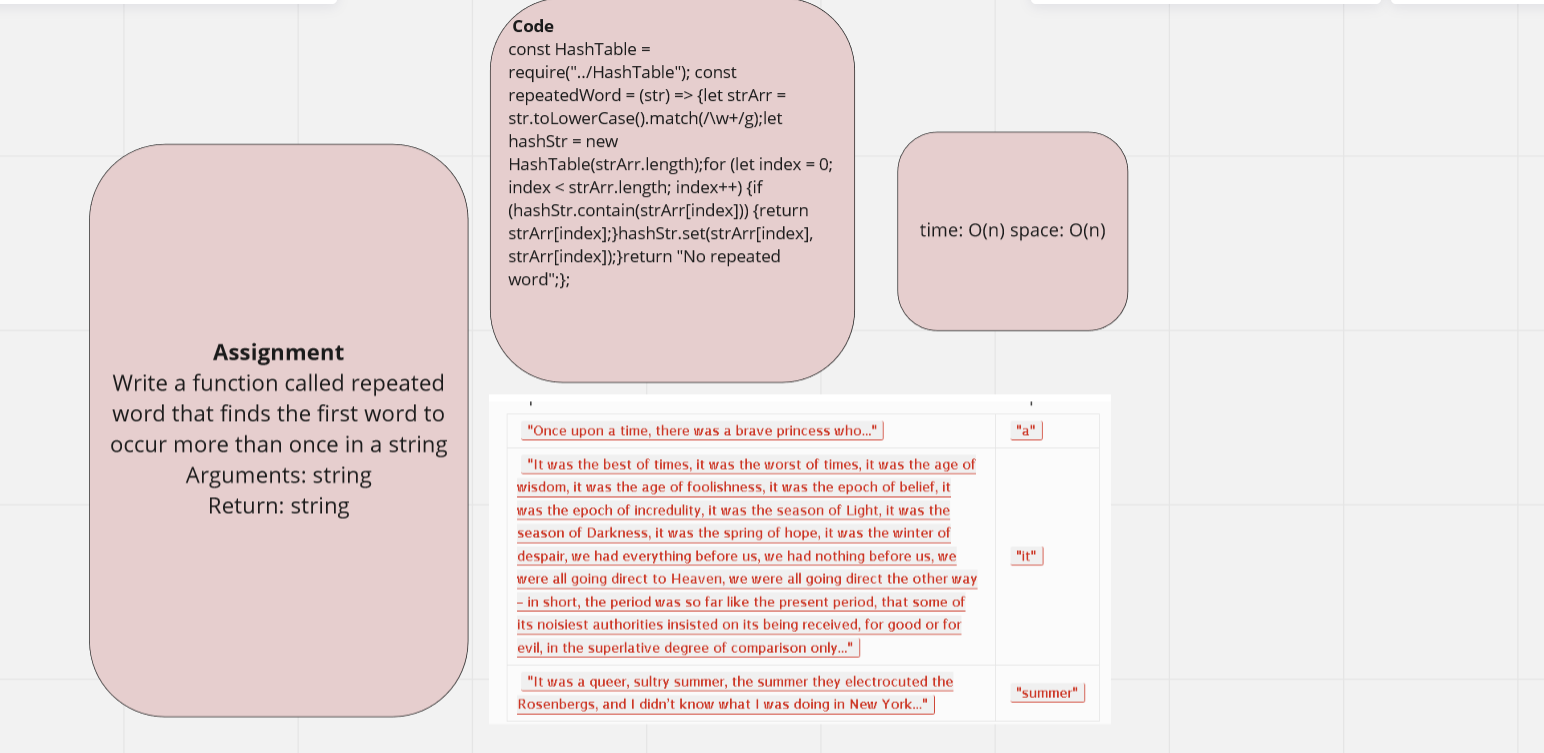 Code
const HashTable =
require("../HashTable"); const
repeatedWord = (str) => {let strArr =
str.toLowerCase().match(/\w+/g);let
hashStr = new
HashTable(strArr.length);for (let index = 0;
index < strArr.length; index++) {if
(hashStr.contain(strArr[index])) {return
strArr[index];}hashStr.set(strArr[index],
strArr[index]);}return "No repeated
word";};
time: O(n) space: O(n)
Assignment
Write a function called repeated
word that finds the first word to
occur more than once in a string
Arguments: string
Return: string
"Once upon a time, there was a brave princess who..."
"a"
"It was the best of times, it was the worst of times, it was the age of
wisdom, it was the age of foolishness, it was the epoch of belief, it
was the epoch of incredulity, it was the season of Light, it was the
season of Darkness, it was the spring of hope, it was the winter of
despair, we had everything before us, we had nothing before us, we
were all going direct to Heaven, we were all going direct the other way
– in short, the period was so far like the present period, that some of
its noisiest authorities insisted on its being received, for good or for
evil, in the superlative degree of comparison only..."
"it"
"It was a queer, sultry summer, the summer they electrocuted the
Rosenbergs, and I didn’t know what I was doing in New York..."
"summer"